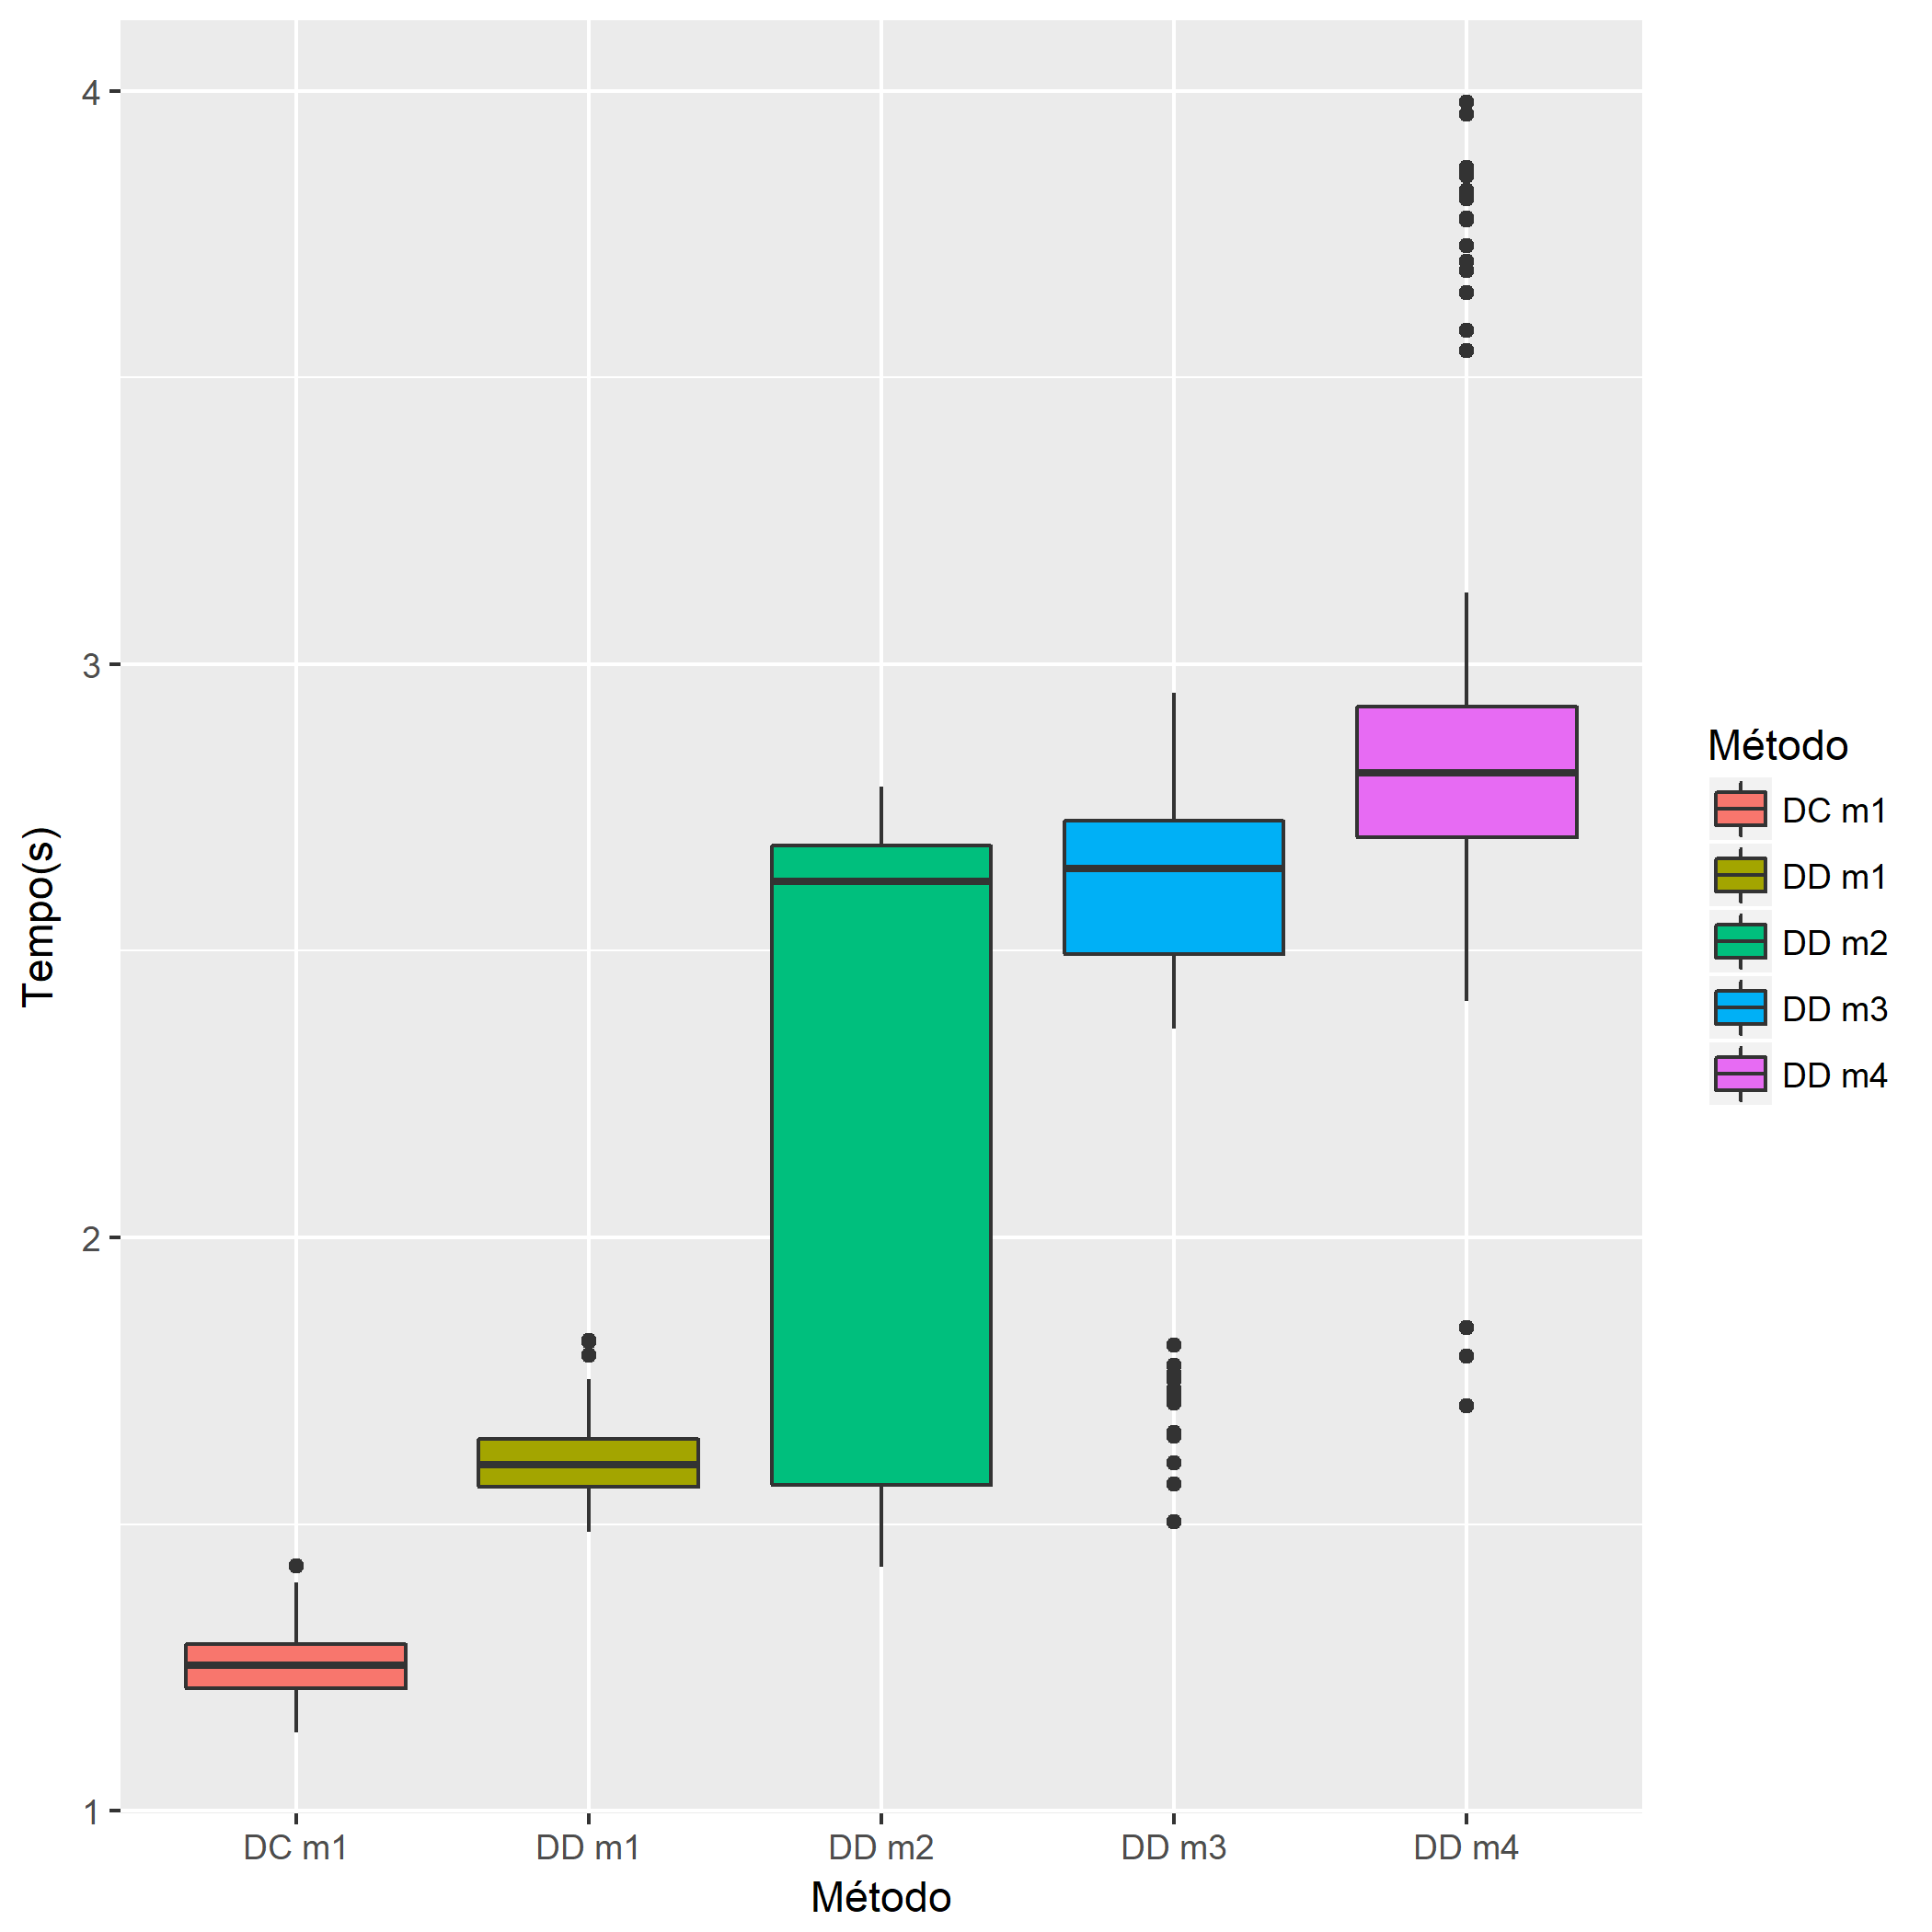 4
3
2
1
Tempo(s)
DC m1
DD m1
DD m2
DD m3
DD m4
Método
Método
DC m1
DD m1
DD m2
DD m3
DD m4